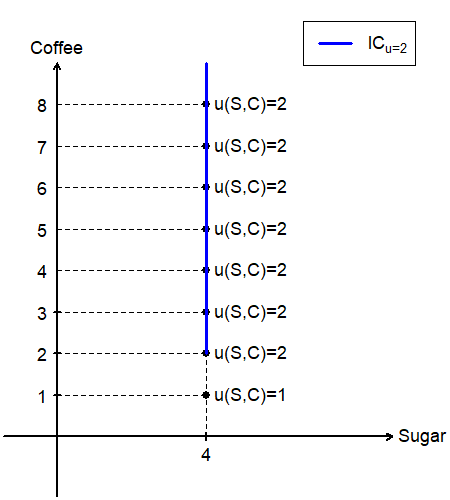 IC_u=2
Coffee
8 u(S,C)=2
7 u(S,C)=2
6 u(S,C)=2
5 u(S,C)=2
4 u(S,C)=2
3 u(S,C)=2
2 u(S,C)=2
1 u(S,C)=1
Sugar
4